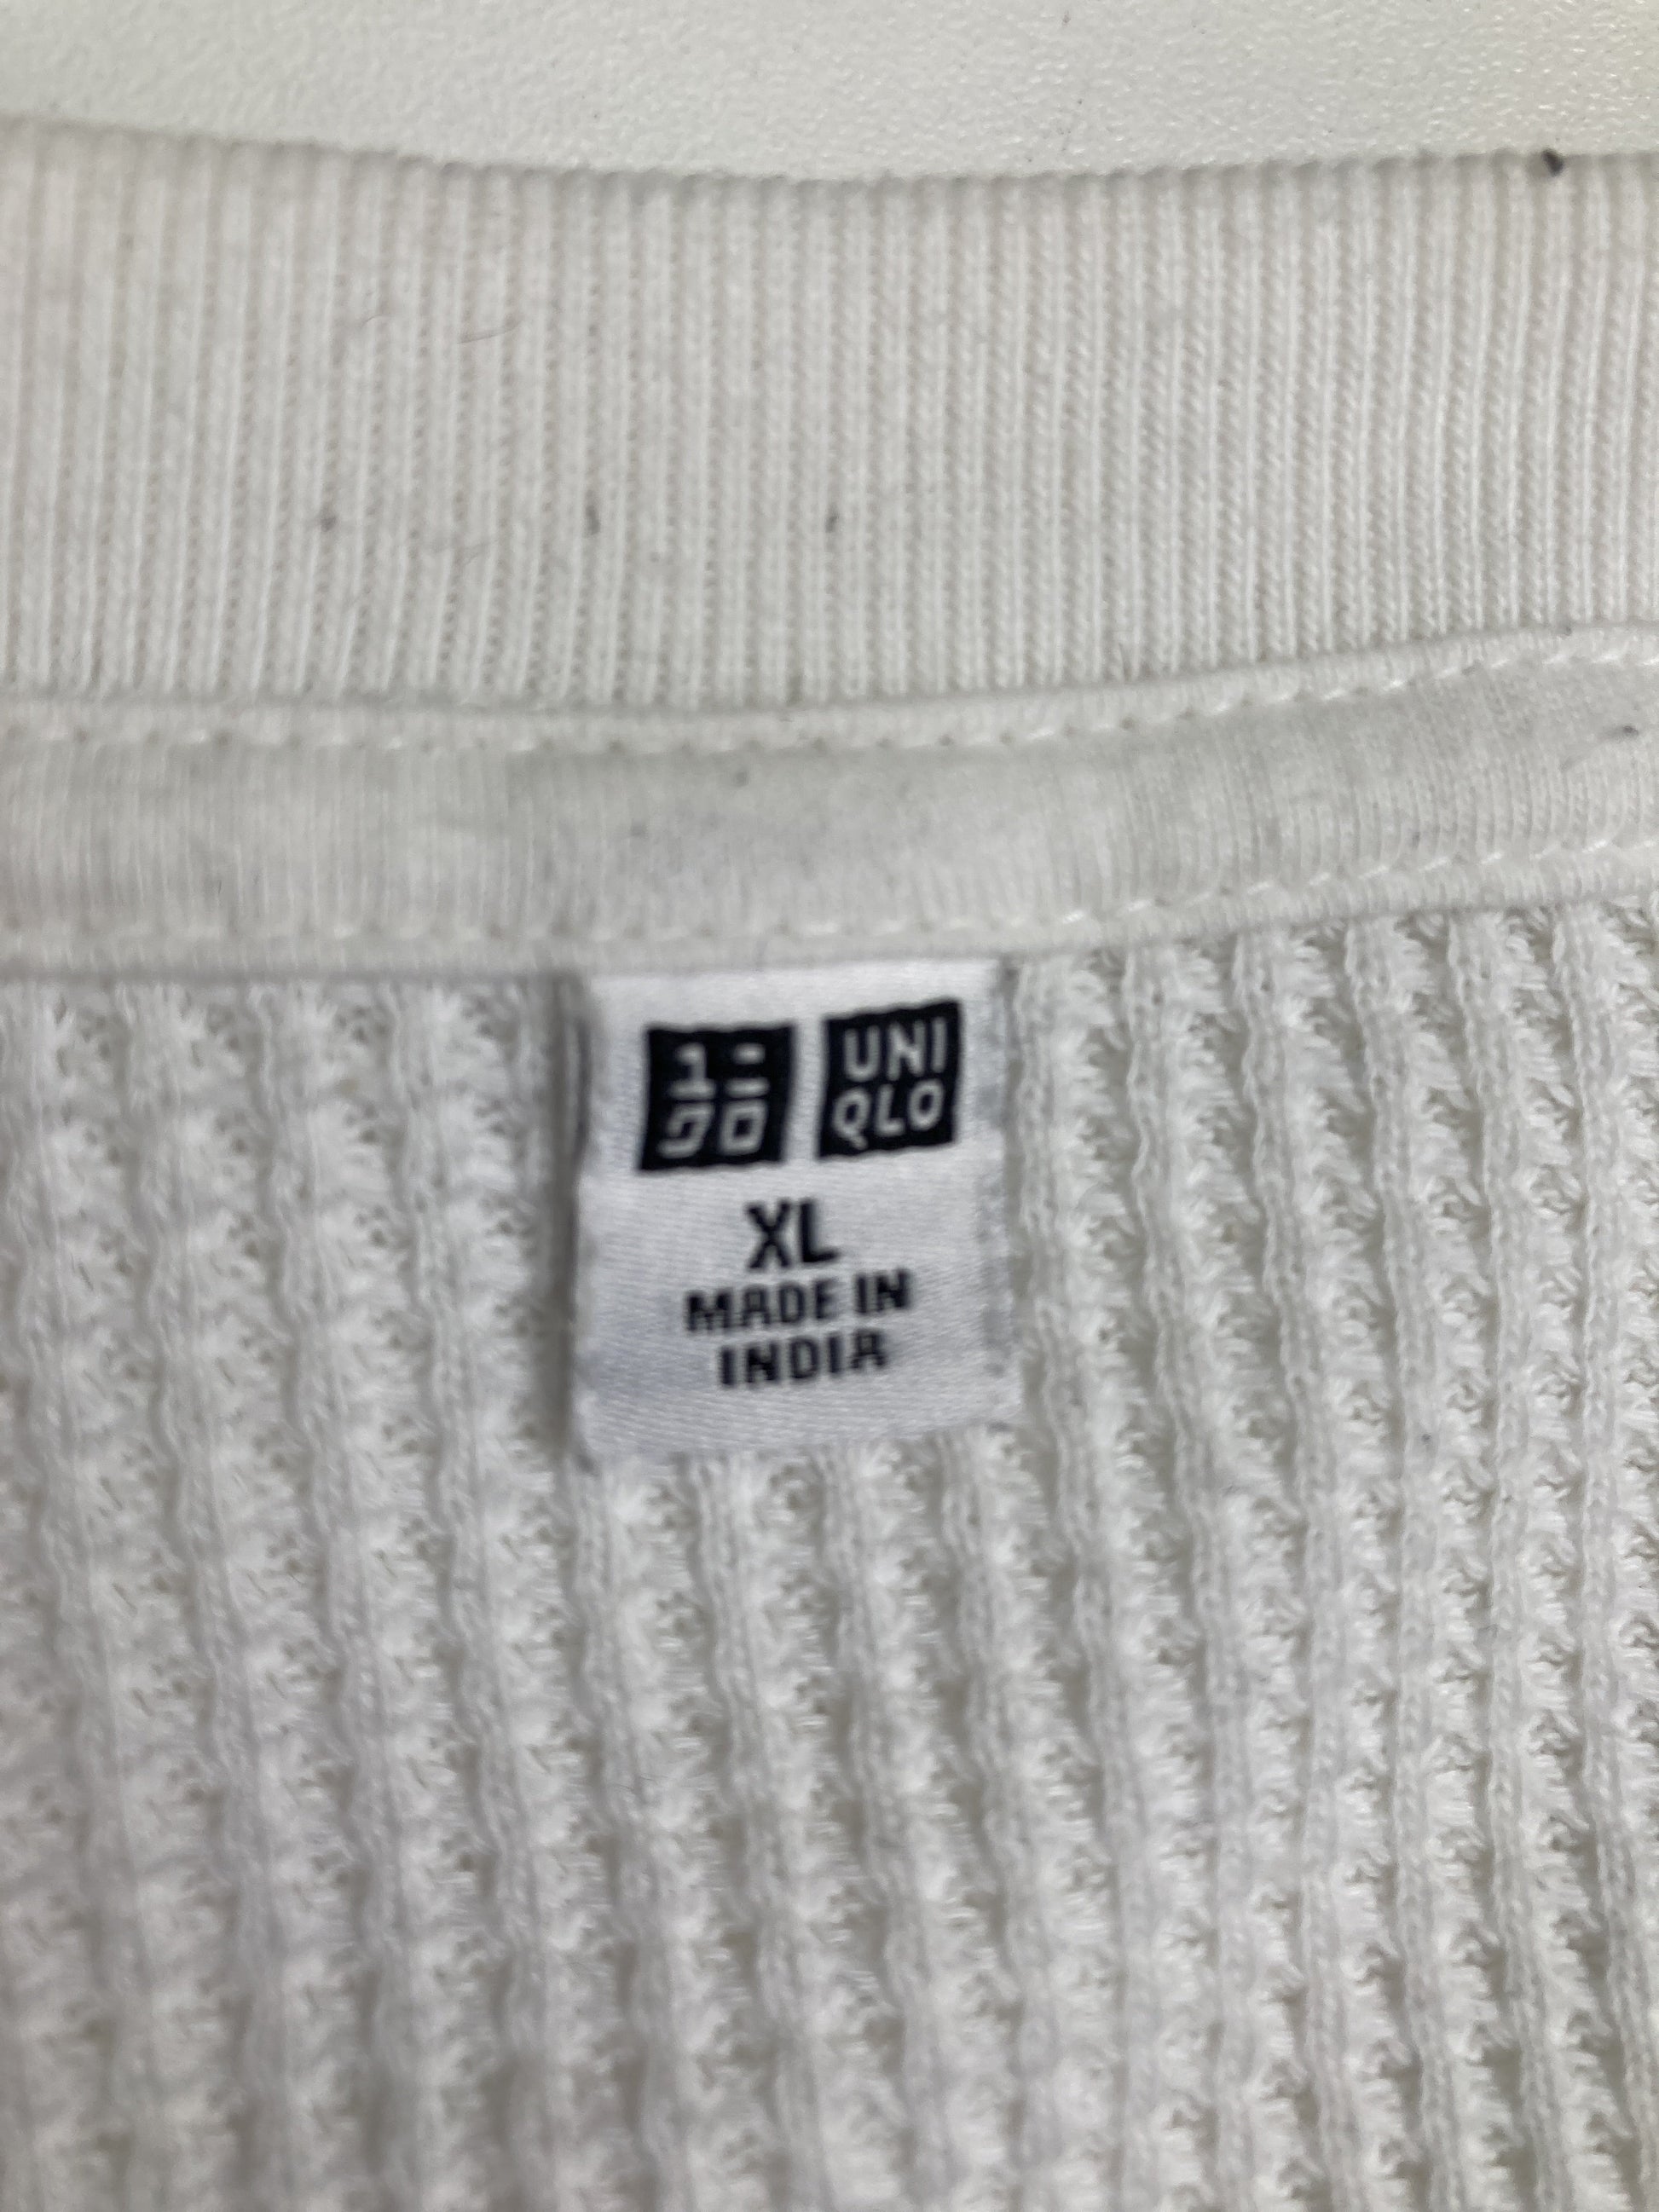 ユニ UNI
クロ QLO
XL
MADE IN
INDIA